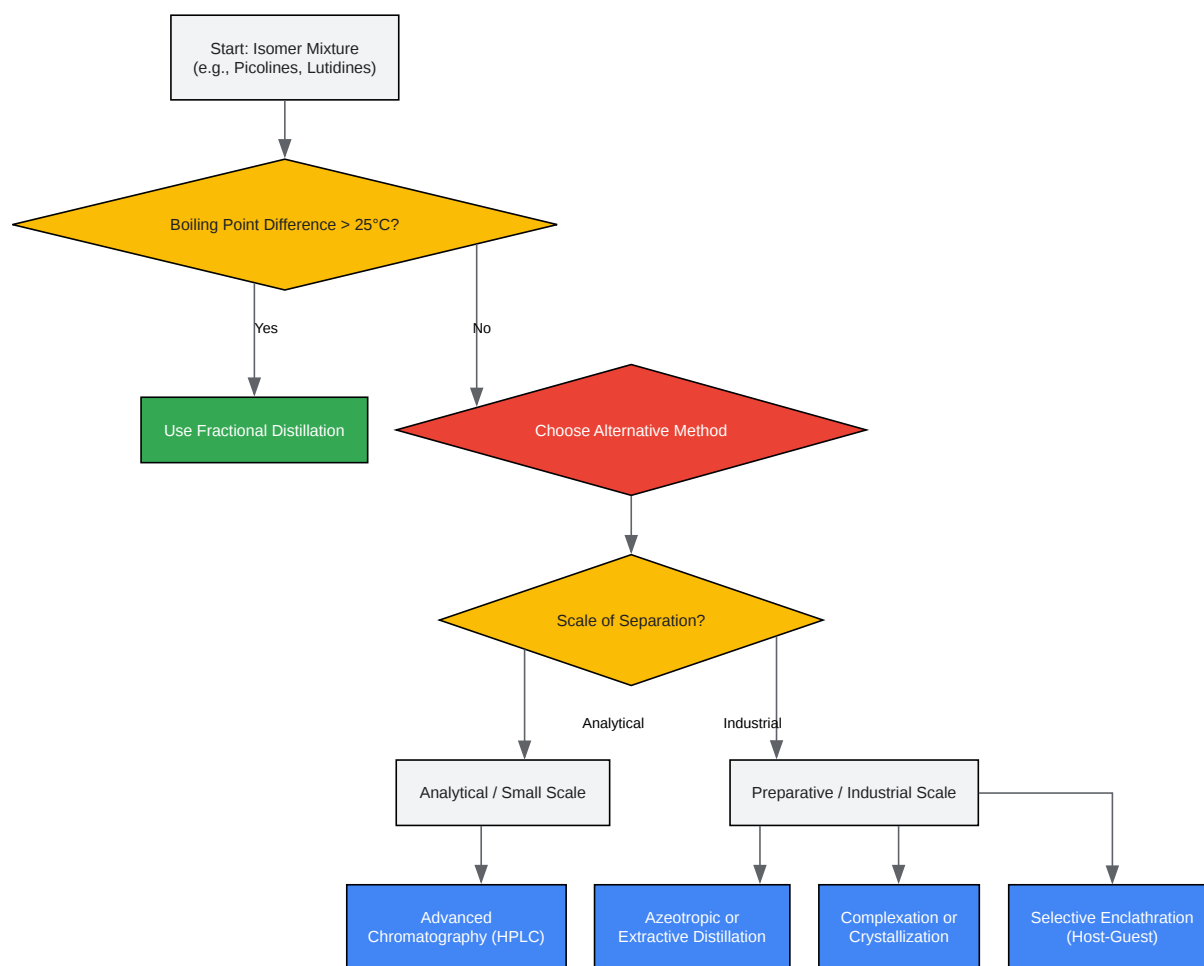 Start: Isomer Mixture
(e.g., Picolines, Lutidines)
Boiling Point Difference > 25°C?
Yes
No
Use Fractional Distillation
Choose Alternative Method
Scale of Separation?
Analytical
Industrial
Analytical / Small Scale
Preparative / Industrial Scale
Advanced
Chromatography (HPLC)
Azeotropic or
Extractive Distillation
Complexation or
Crystallization
Selective Enclathration
(Host-Guest)